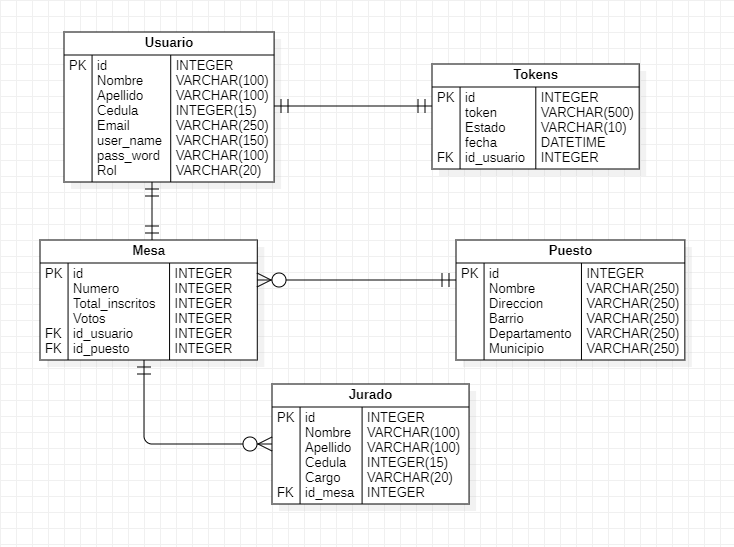 Usuario
PK id INTEGER
Nombre VARCHAR(100)
Apellido VARCHAR(100)
Cedula INTEGER(15)
Email VARCHAR(250)
user_name VARCHAR(150)
pass_word VARCHAR(100)
Rol VARCHAR(20)
Tokens
PK id INTEGER
token VARCHAR(500)
Estado VARCHAR(10)
fecha DATETIME
FK id_usuario INTEGER
Mesa
PK id INTEGER
Numero INTEGER
Total_inscritos INTEGER
Votos INTEGER
FK id_usuario INTEGER
FK id_puesto INTEGER
Puesto
PK id INTEGER
Nombre VARCHAR(250)
Direccion VARCHAR(250)
Barrio VARCHAR(250)
Departamento VARCHAR(250)
Municipio VARCHAR(250)
Jurado
PK id INTEGER
Nombre VARCHAR(100)
Apellido VARCHAR(100)
Cedula INTEGER(15)
Cargo VARCHAR(20)
FK id_mesa INTEGER